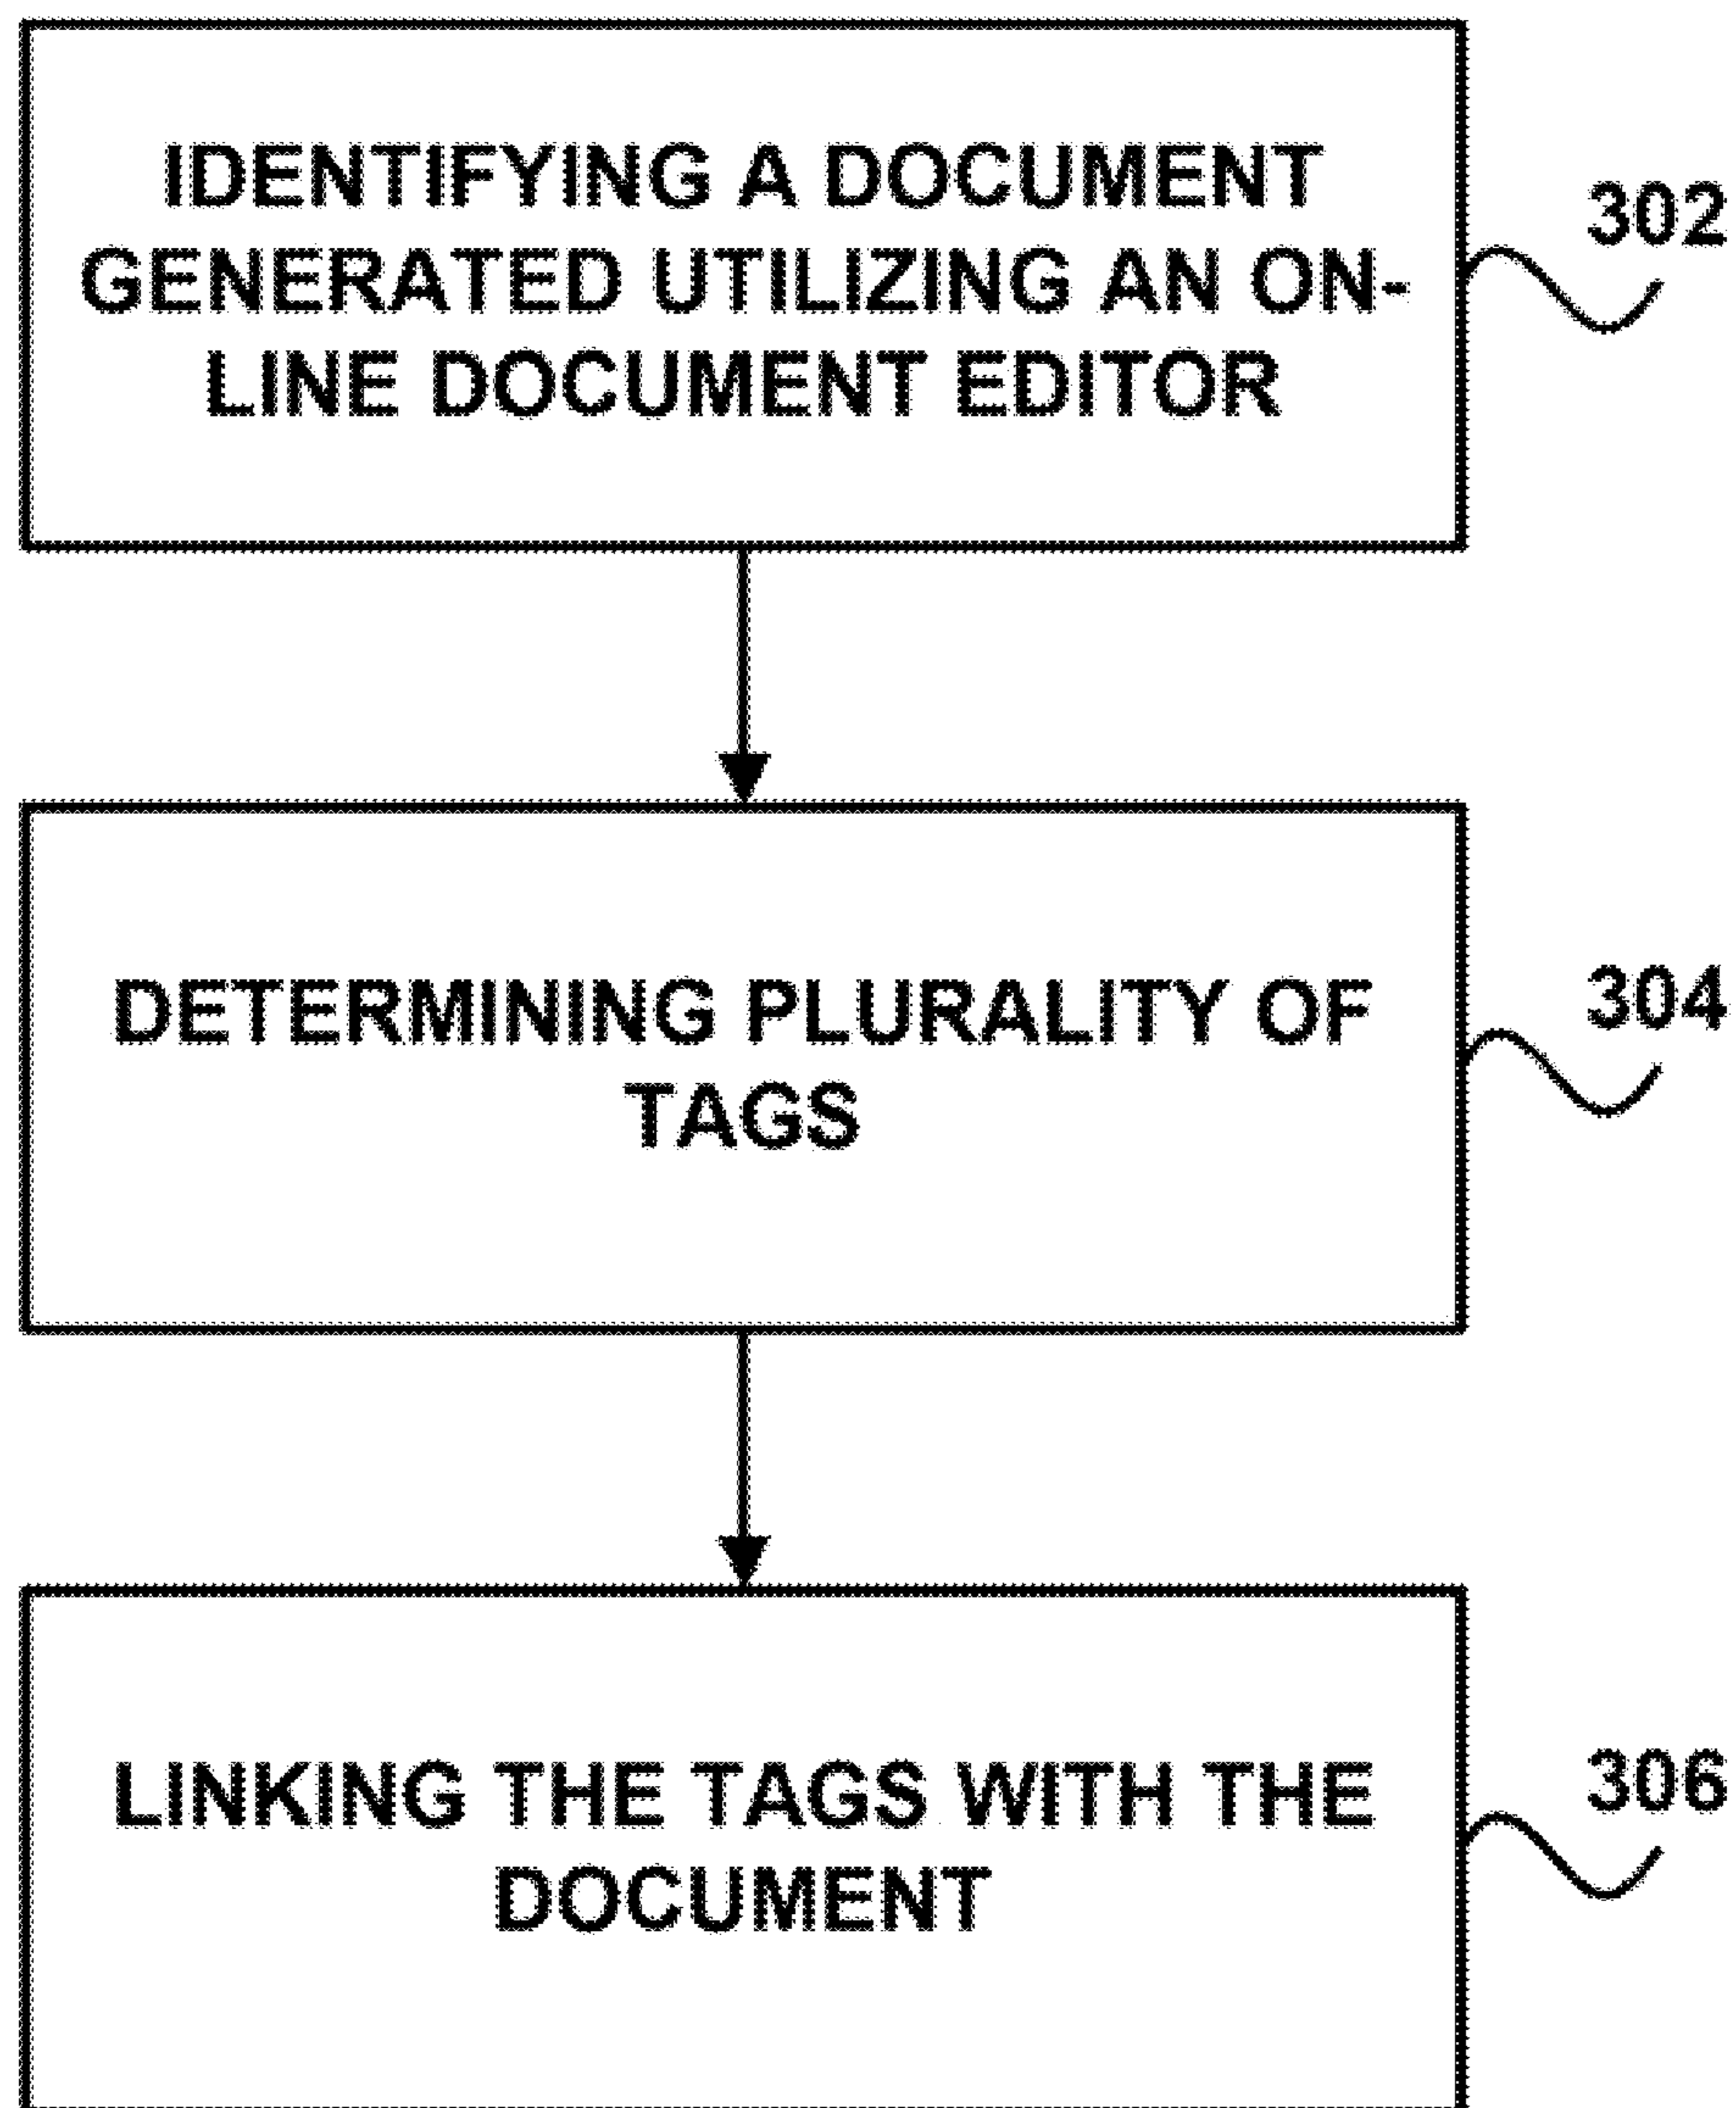 IDENTIFYING A DOCUMENT
GENERATED UTILIZING AN ON-
LINE DOCUMENT EDITOR
302
DETERMINING PLURALITY OF
TAGS
304
LINKING THE TAGS WITH THE
DOCUMENT
306